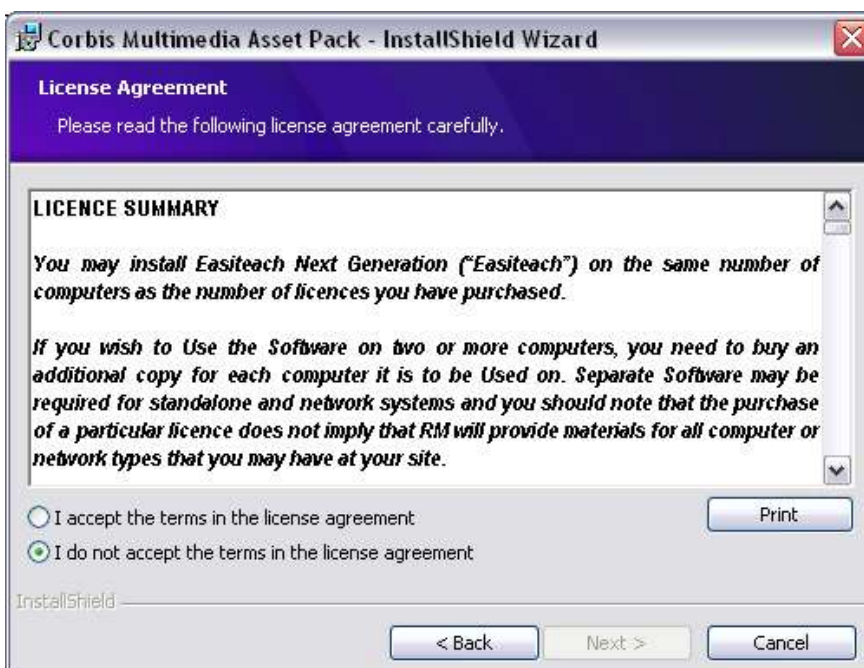 Corbis Multimedia Asset Pack - InstallShield Wizard
License Agreement
Please read the following license agreement carefully.
LICENCE SUMMARY
You may install Easiteach Next Generation ("Easiteach") on the same number of
computers as the number of licences you have purchased.
If you wish to Use the Software on two or more computers, you need to buy an
additional copy for each computer it is to be Used on. Separate Software may be
required for standalone and network systems and you should note that the purchase
of a particular licence does not imply that RM will provide materials for all computer or
network types that you may have at your site.
I accept the terms in the license agreement
Print
I do not accept the terms in the license agreement
InstallShield
< Back
Next >
Cancel